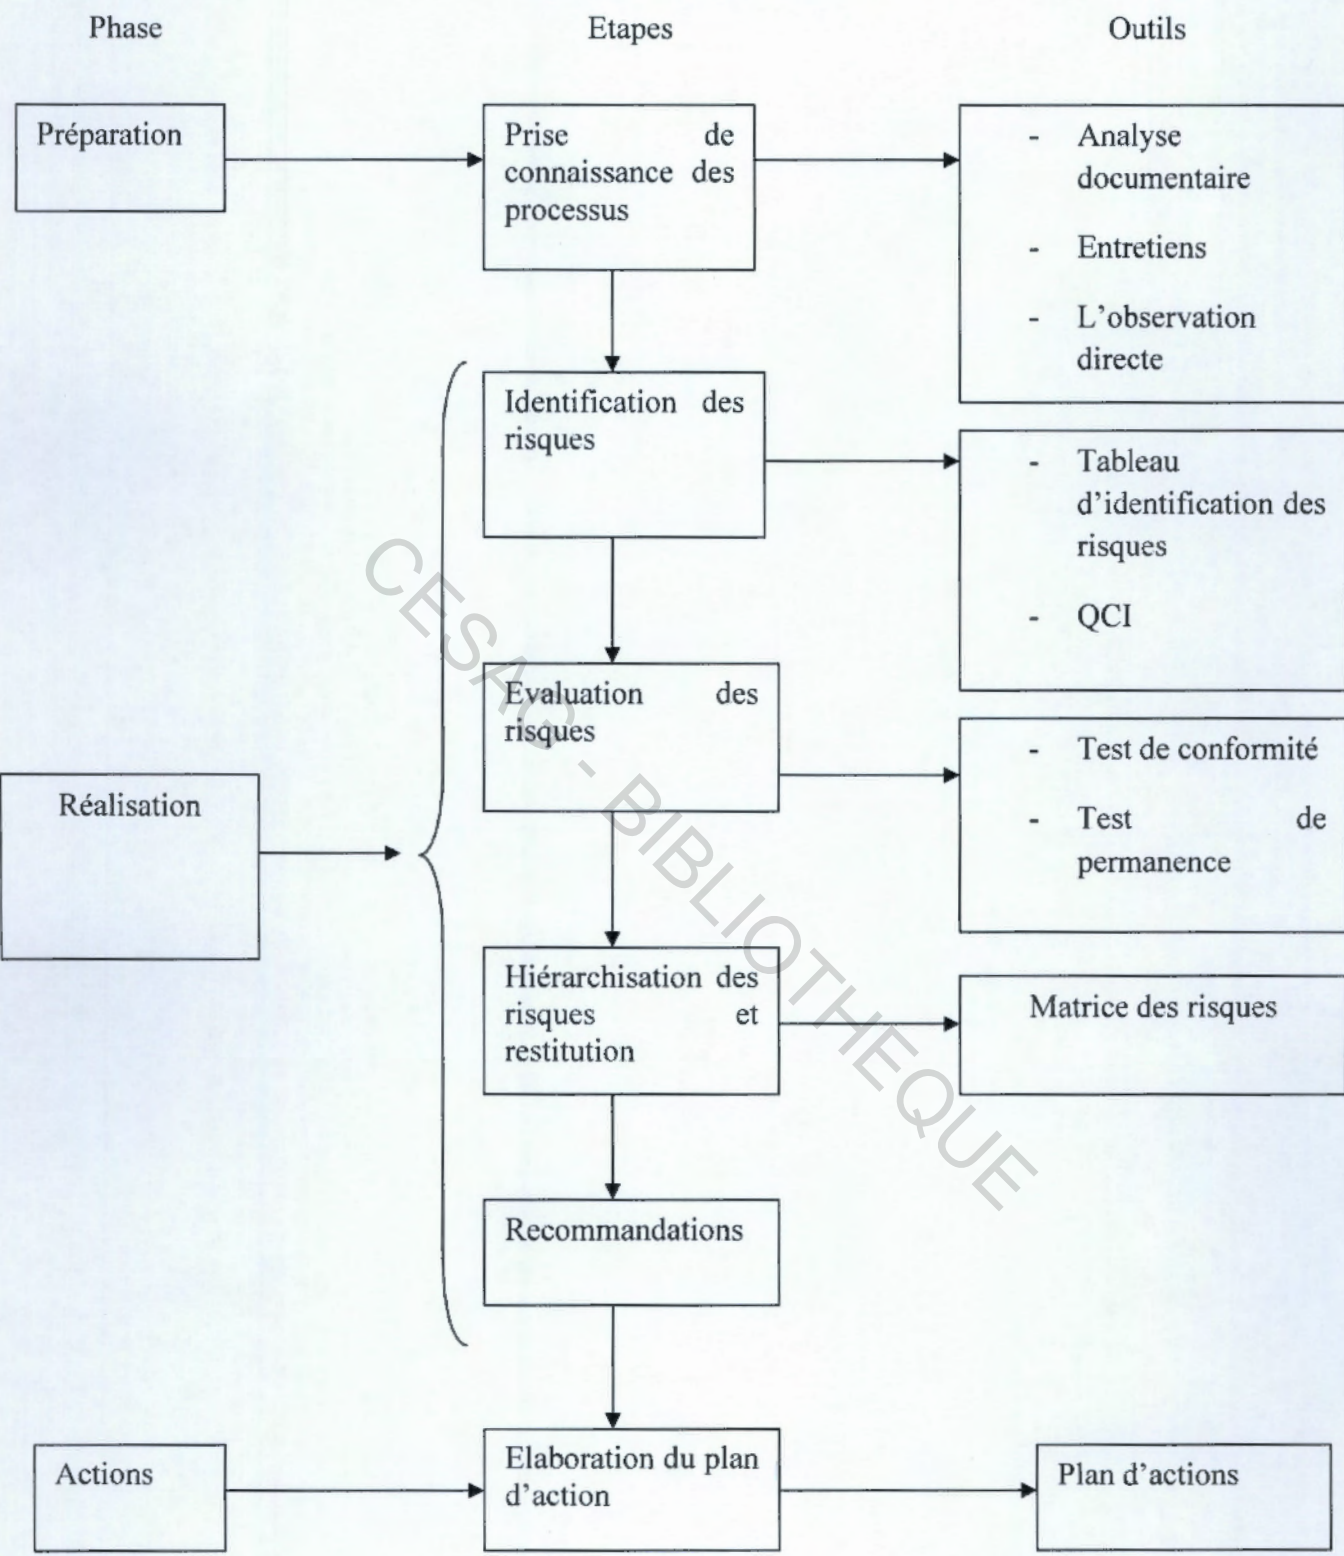 Phase
Etapes
Outils
Préparation
Prise de
connaissance des
processus
- Analyse
documentaire
- Entretiens
- L'observation
directe
Identification des
risques
- Tableau
d'identification des
risques
- QCI
Evaluation des
risques
- Test de conformité
- Test de
permanence
Réalisation
Hiérarchisation des
risques et
restitution
Matrice des risques
Recommandations
Actions
Elaboration du plan
d'action
Plan d'actions
CESAG - BIBLIOTHEQUE